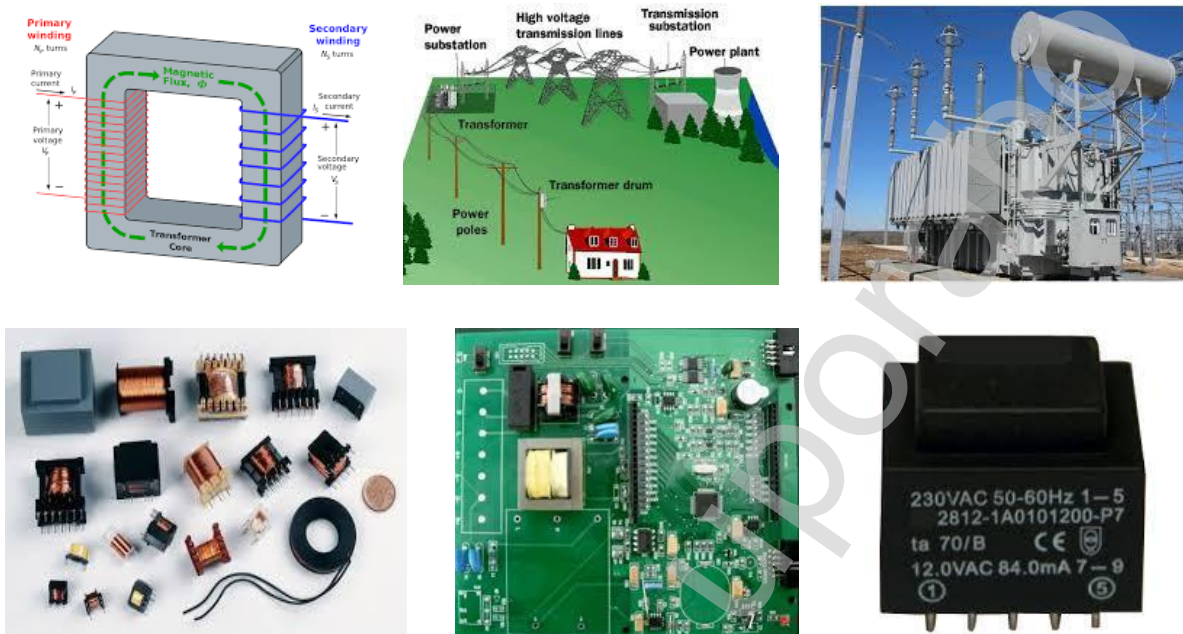 Primary
winding
Nₚ turns
Primary
current
Iₚ
+
Primary
voltage
Vₚ
−
Magnetic
Flux, Φ
Transformer
Core
Secondary
winding
Nₛ turns
Iₛ
Secondary
current
+
Secondary
voltage
Vₛ
−
Power
substation
High voltage
transmission lines
Transmission
substation
Power plant
Transformer
Transformer drum
Power
poles
230VAC 50-60Hz 1—5
2812-1A0101200-P7
ta 70/B CE
12.0VAC 84.0mA 7—9
1 5